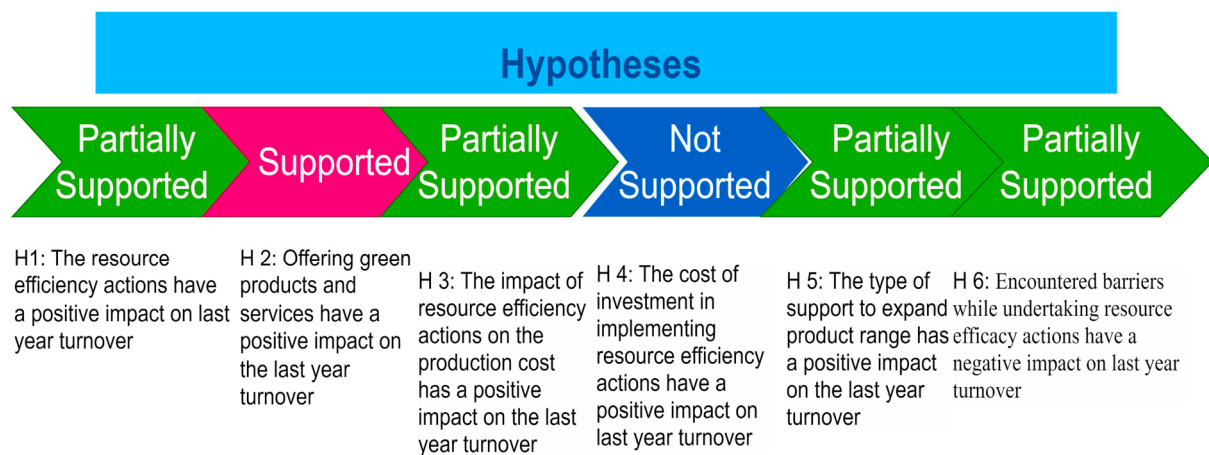 Hypotheses
Partially
Supported
Supported
Partially
Supported
Not
Supported
Partially
Supported
Partially
Supported
H1: The resource
efficiency actions have
a positive impact on last
year turnover
H 2: Offering green
products and
services have a
positive impact on
the last year
turnover
H 3: The impact of
resource efficiency
actions on the
production cost
has a positive
impact on the last
year turnover
H 4: The cost of
investment in
implementing
resource efficiency
actions have a
positive impact on
last year turnover
H 5: The type of
support to expand
product range has
a positive impact
on the last year
turnover
H 6: Encountered barriers
while undertaking resource
efficacy actions have a
negative impact on last year
turnover